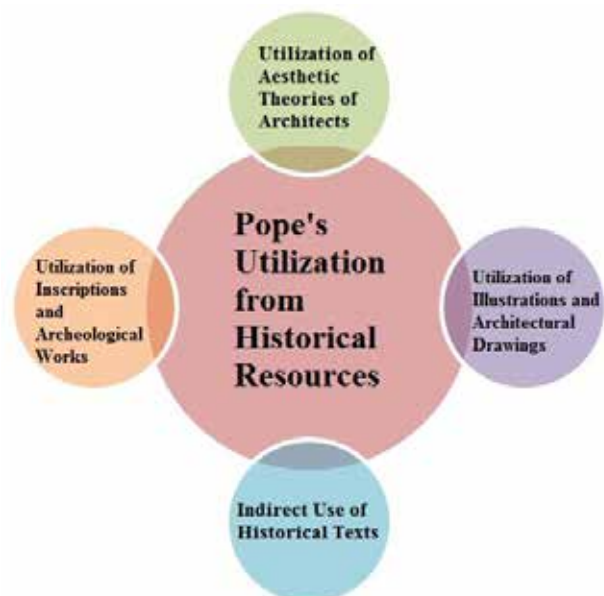 Utilization of
Aesthetic
Theories of
Architects
Pope's
Utilization
from
Historical
Resources
Utilization of
Inscriptions
and
Archeological
Works
Utilization of
Illustrations and
Architectural
Drawings
Indirect Use of
Historical Texts